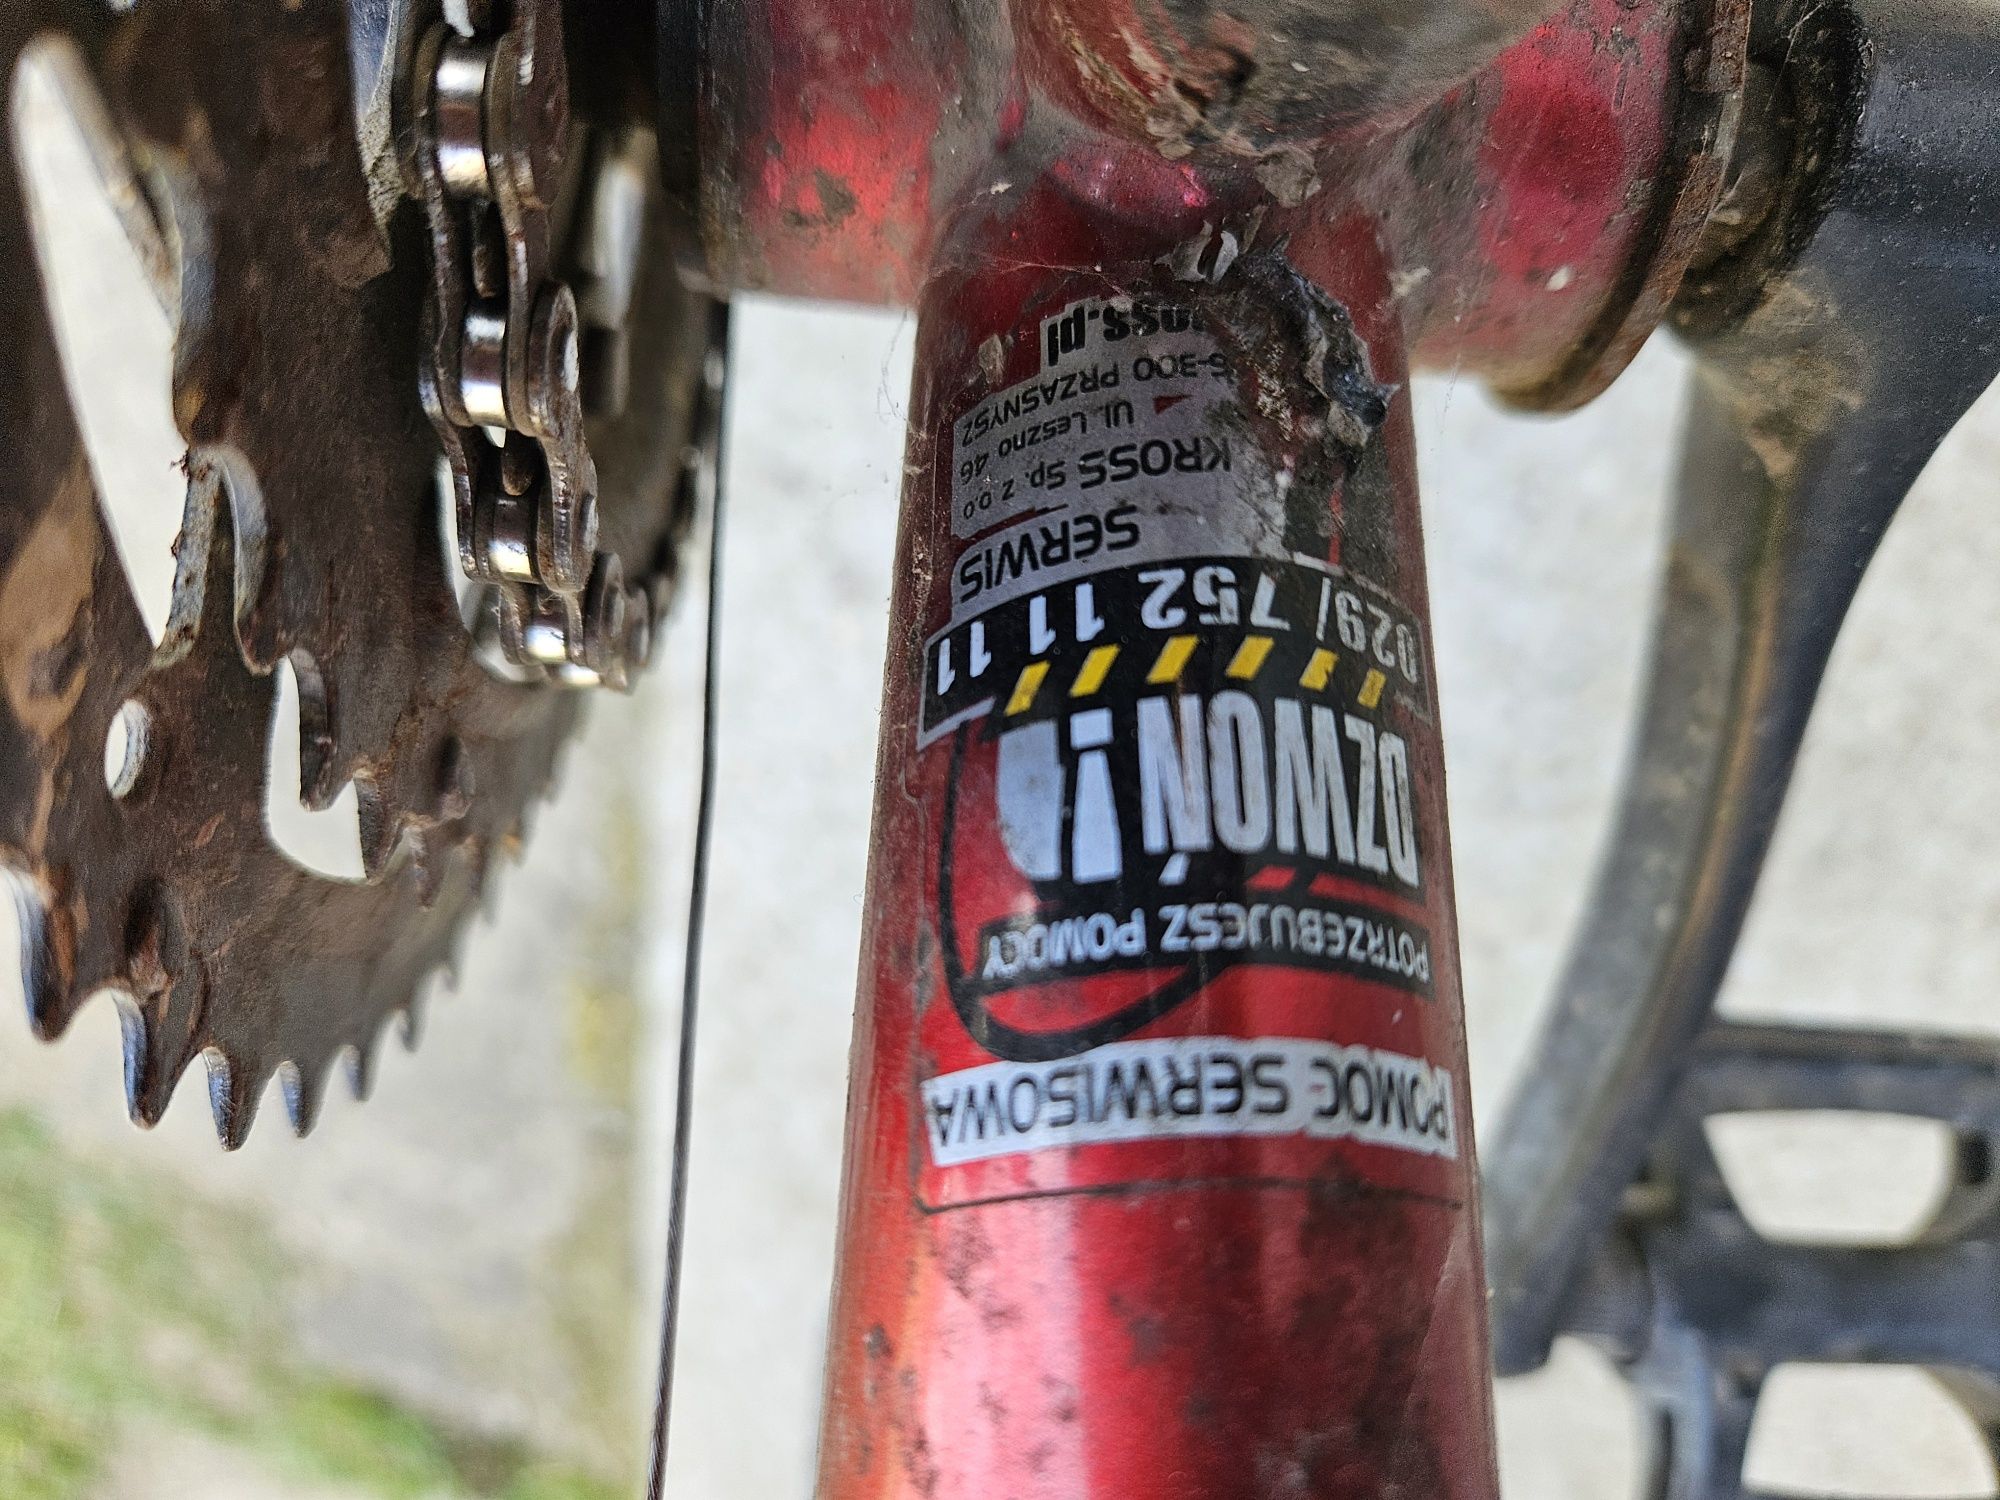 POMOC SERWISOWA
POTRZEBUJESZ POMOCY
DZWOŃ!
029/ 752 11 11
SERWIS
KROSS Sp. z o.o
Ul. Leszno 46
PRZASNYSZ